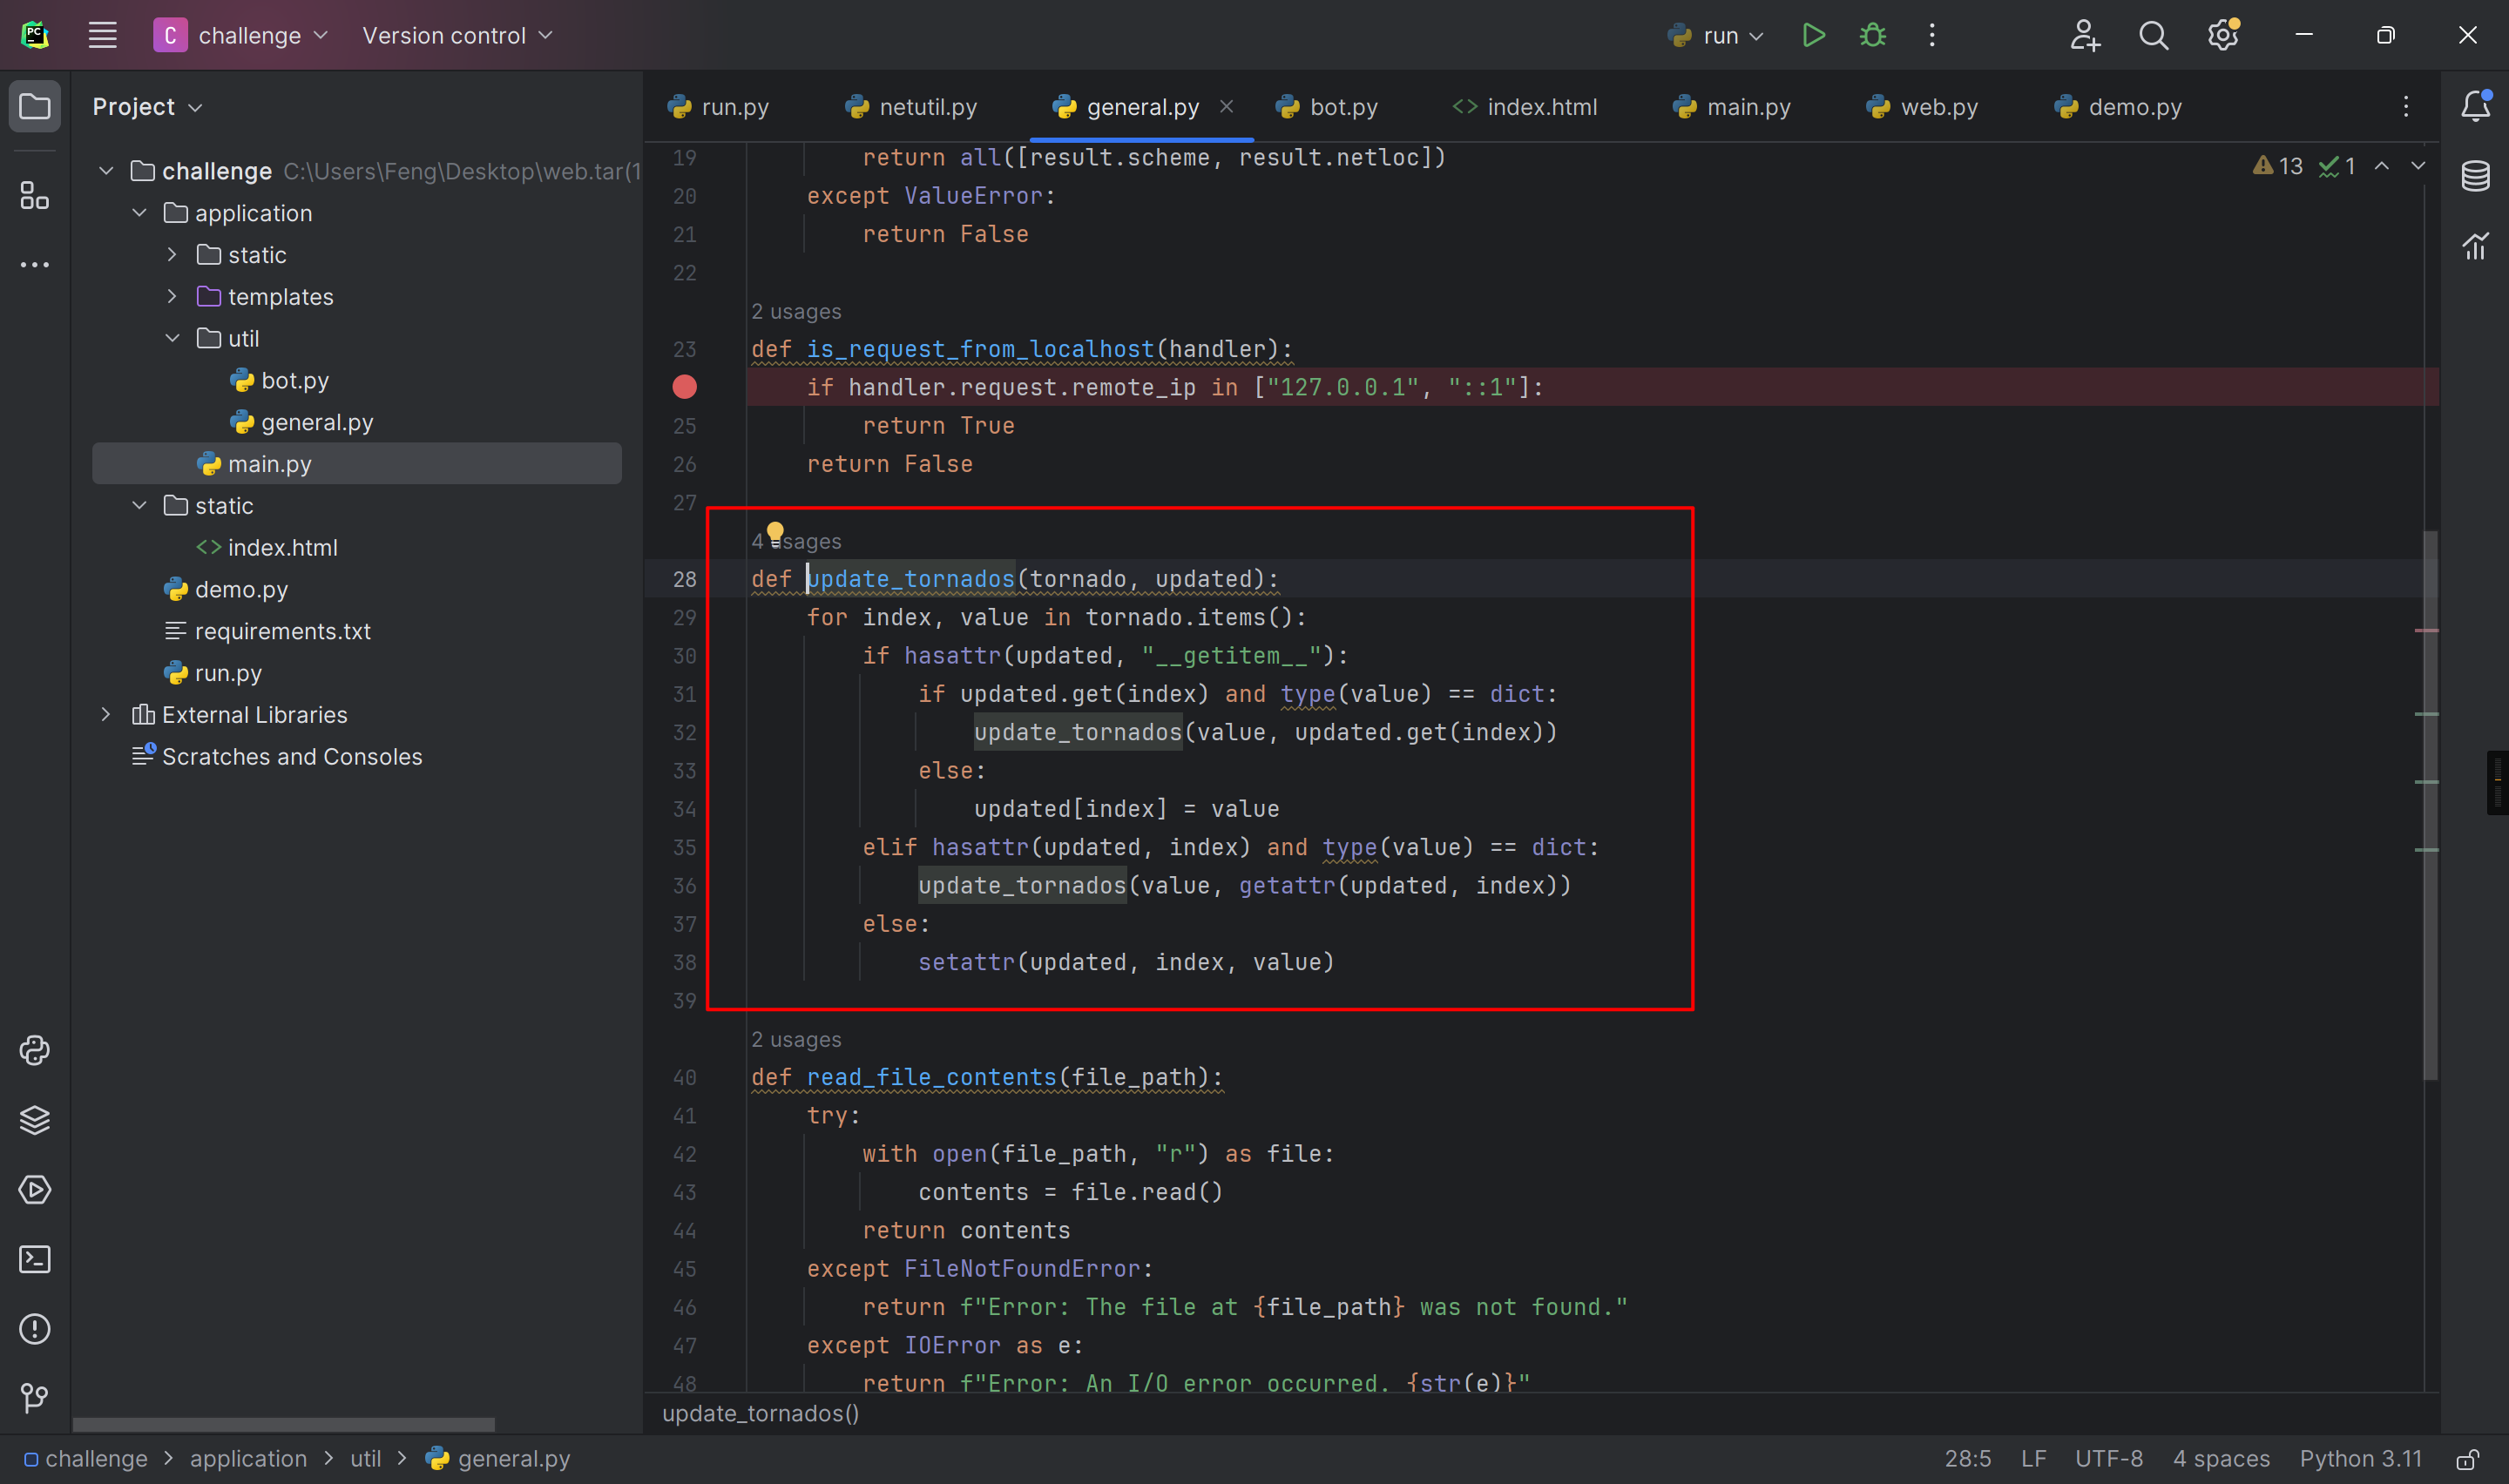 PC
C challenge Version control run
Project
challenge C:\Users\Feng\Desktop\web.tar(1
application
static
templates
util
bot.py
general.py
main.py
static
index.html
demo.py
requirements.txt
run.py
External Libraries
Scratches and Consoles
run.py netutil.py general.py bot.py index.html main.py web.py demo.py
13 1
19 return all([result.scheme, result.netloc])
20 except ValueError:
21 return False
22
2 usages
23 def is_request_from_localhost(handler):
if handler.request.remote_ip in ["127.0.0.1", "::1"]:
25 return True
26 return False
27
4 usages
28 def update_tornados(tornado, updated):
29 for index, value in tornado.items():
30 if hasattr(updated, "__getitem__"):
31 if updated.get(index) and type(value) == dict:
32 update_tornados(value, updated.get(index))
33 else:
34 updated[index] = value
35 elif hasattr(updated, index) and type(value) == dict:
36 update_tornados(value, getattr(updated, index))
37 else:
38 setattr(updated, index, value)
39
2 usages
40 def read_file_contents(file_path):
41 try:
42 with open(file_path, "r") as file:
43 contents = file.read()
44 return contents
45 except FileNotFoundError:
46 return f"Error: The file at {file_path} was not found."
47 except IOError as e:
48 return f"Error: An I/O error occurred. {str(e)}"
update_tornados()
challenge > application > util > general.py
28:5 LF UTF-8 4 spaces Python 3.11